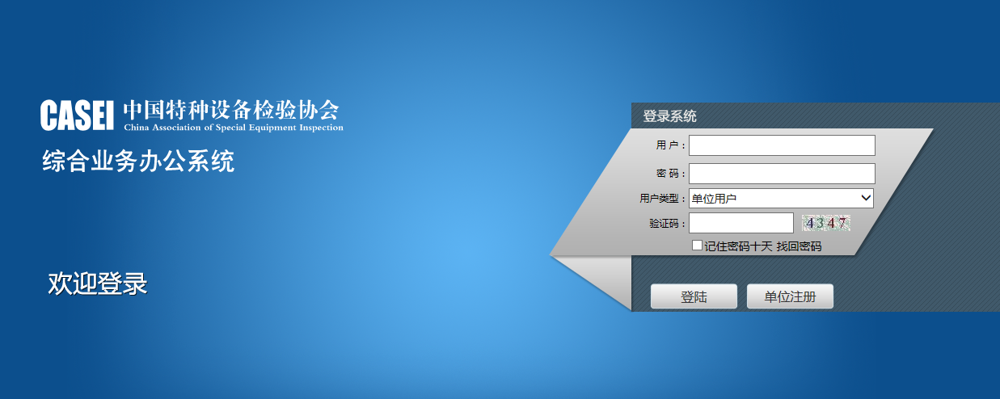 CASEI 中国特种设备检验协会
China Association of Special Equipment Inspection
综合业务办公系统
欢迎登录
登录系统
用 户：
密 码：
用户类型： 单位用户
验证码： 4347
记住密码十天 找回密码
登陆 单位注册